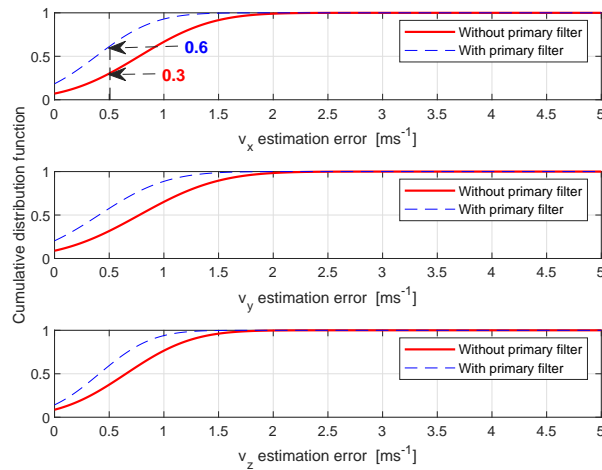 Cumulative distribution function
1
0.5
0
0.6
0.3
Without primary filter
With primary filter
0 0.5 1 1.5 2 2.5 3 3.5 4 4.5 5
v_x estimation error [ms^-1]
1
0.5
0
Without primary filter
With primary filter
0 0.5 1 1.5 2 2.5 3 3.5 4 4.5 5
v_y estimation error [ms^-1]
1
0.5
0
Without primary filter
With primary filter
0 0.5 1 1.5 2 2.5 3 3.5 4 4.5 5
v_z estimation error [ms^-1]